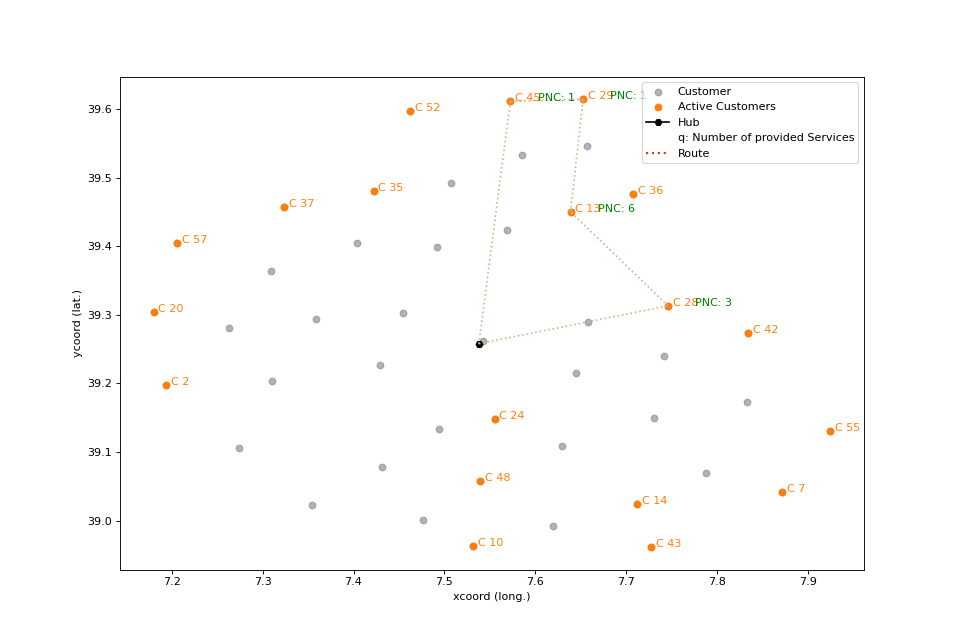 C 45 PNC: 1
C 29 PNC: 1
Customer
Active Customers
Hub
q: Number of provided Services
Route
C 52
C 35
C 36
C 37
C 13 PNC: 6
C 57
C 20
C 28 PNC: 3
C 42
C 2
C 24
C 55
C 48
C 7
C 14
C 10
C 43
39.6
39.5
39.4
39.3
39.2
39.1
39.0
ycoord (lat.)
7.2 7.3 7.4 7.5 7.6 7.7 7.8 7.9
xcoord (long.)